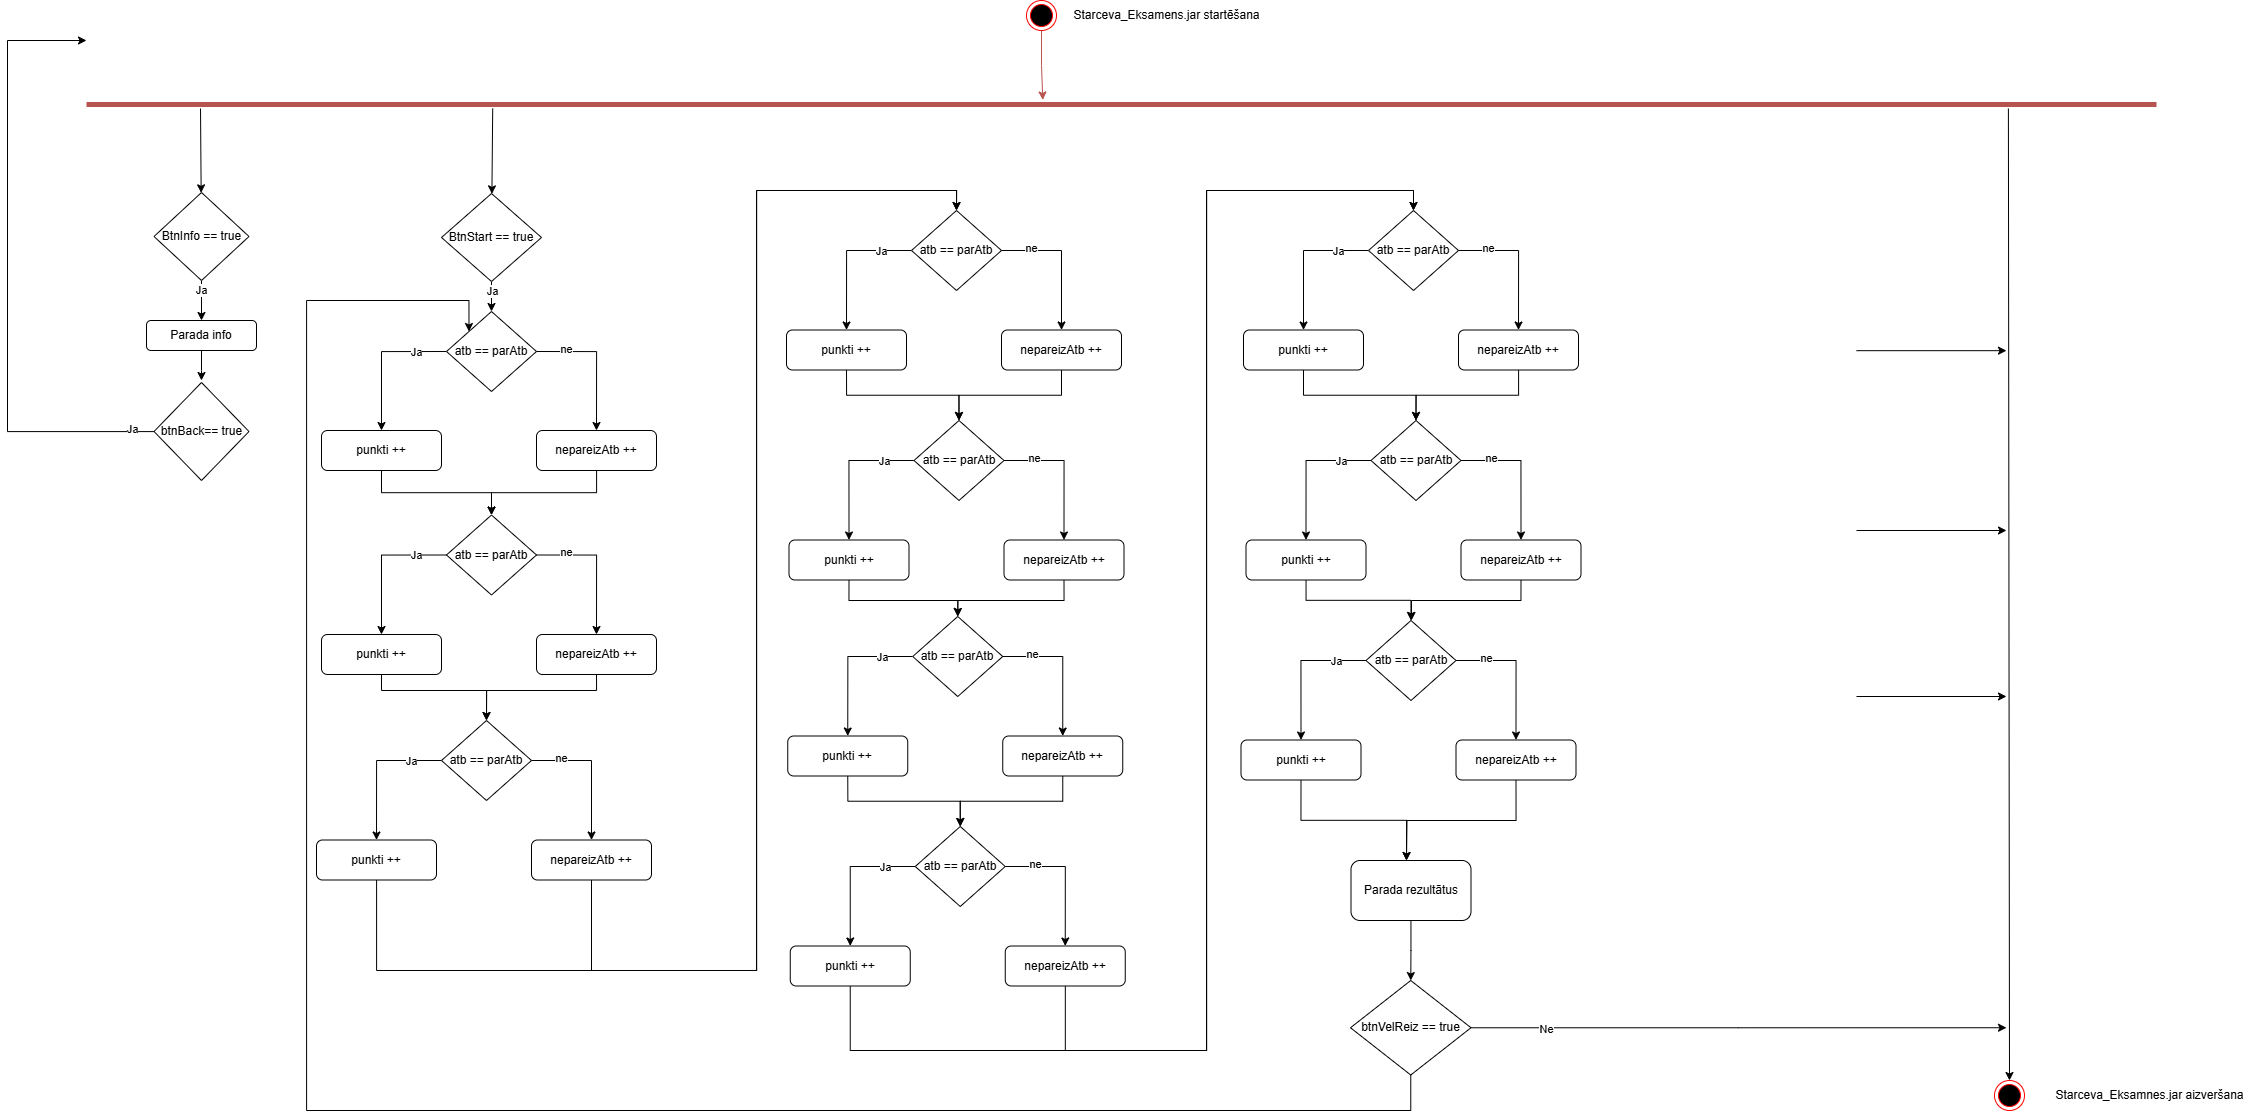 Starceva_Eksamens.jar startēšana
BtnInfo == true
Ja
Parada info
btnBack== true
Ja
BtnStart == true
Ja
atb == parAtb
Ja
ne
punkti ++
nepareizAtb ++
atb == parAtb
Ja
ne
punkti ++
nepareizAtb ++
atb == parAtb
Ja
ne
punkti ++
nepareizAtb ++
atb == parAtb
Ja
ne
punkti ++
nepareizAtb ++
atb == parAtb
Ja
ne
punkti ++
nepareizAtb ++
atb == parAtb
Ja
ne
punkti ++
nepareizAtb ++
atb == parAtb
Ja
ne
punkti ++
nepareizAtb ++
atb == parAtb
Ja
ne
punkti ++
nepareizAtb ++
atb == parAtb
Ja
ne
punkti ++
nepareizAtb ++
atb == parAtb
Ja
ne
punkti ++
nepareizAtb ++
Parada rezultātus
btnVelReiz == true
Ne
Starceva_Eksamnes.jar aizveršana